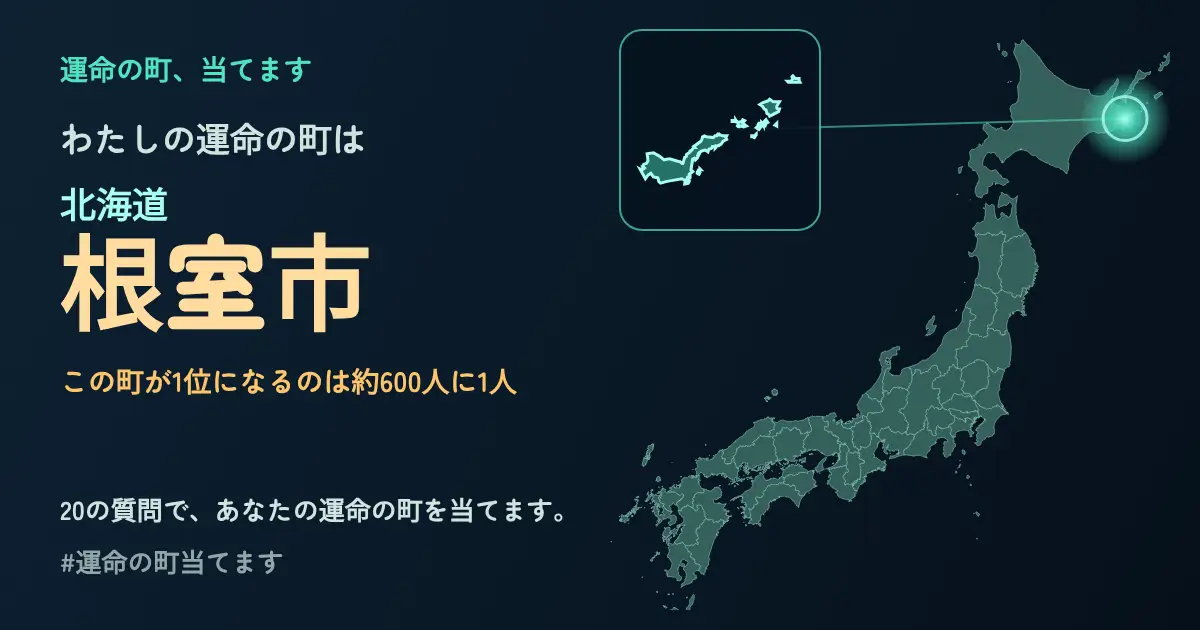 運命の町、当てます
わたしの運命の町は
北海道
根室市
この町が1位になるのは約600人に1人
20の質問で、あなたの運命の町を当てます。
#運命の町当てます